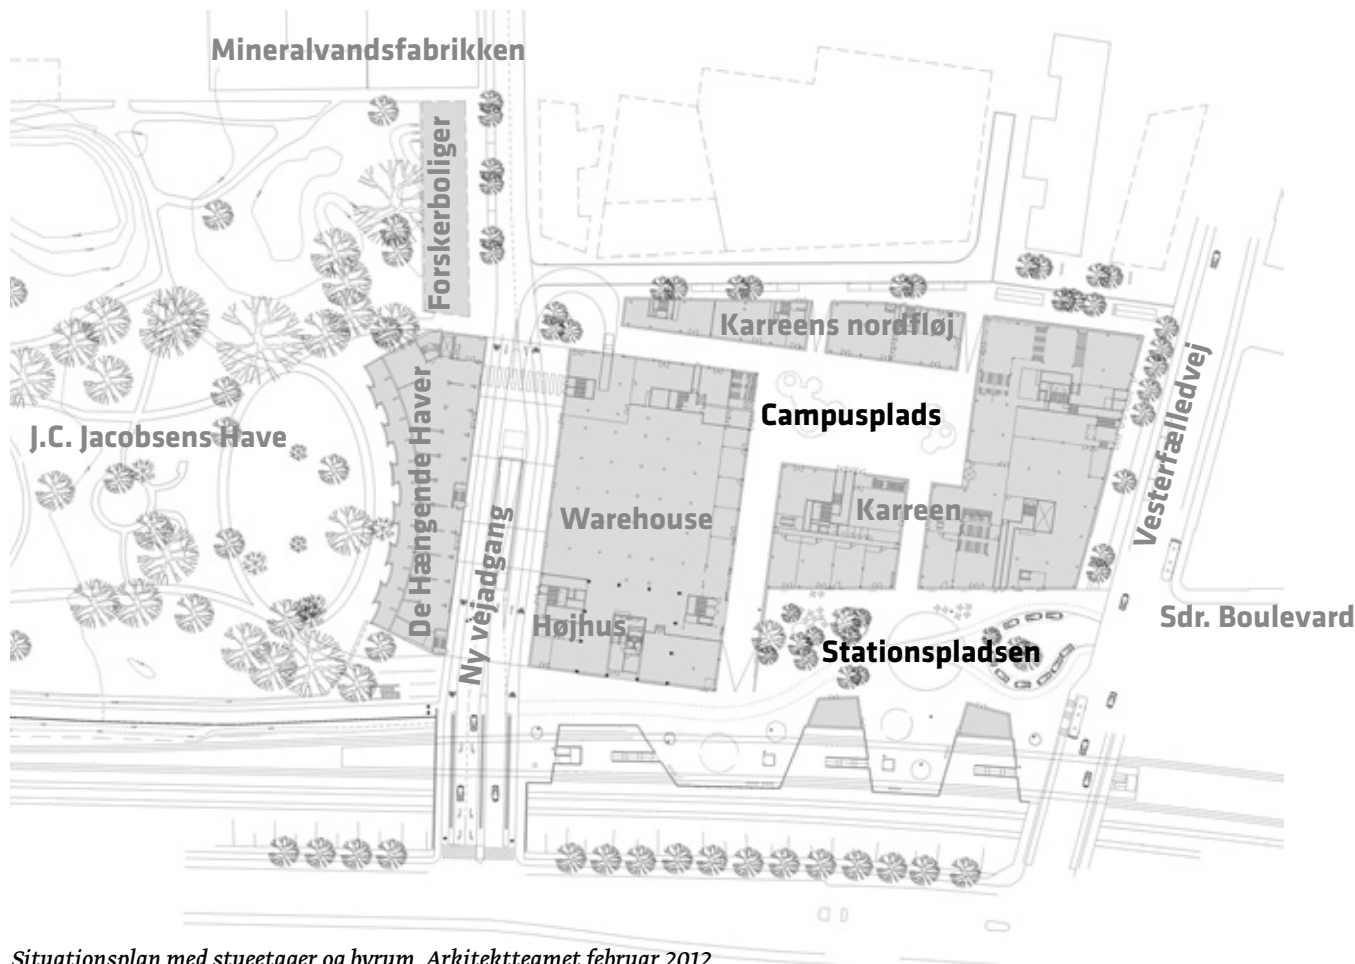 Mineralvandsfabrikken
Forskerboliger
Karreens nordfløj
Campusplads
Vesterfælledvej
J.C. Jacobsens Have
De Hængende Haver
Ny vejadgang
Warehouse
Karreen
Højhus
Sdr. Boulevard
Stationspladsen
Situationsplan med stueetager og byrum, Arkitektteamet februar 2012